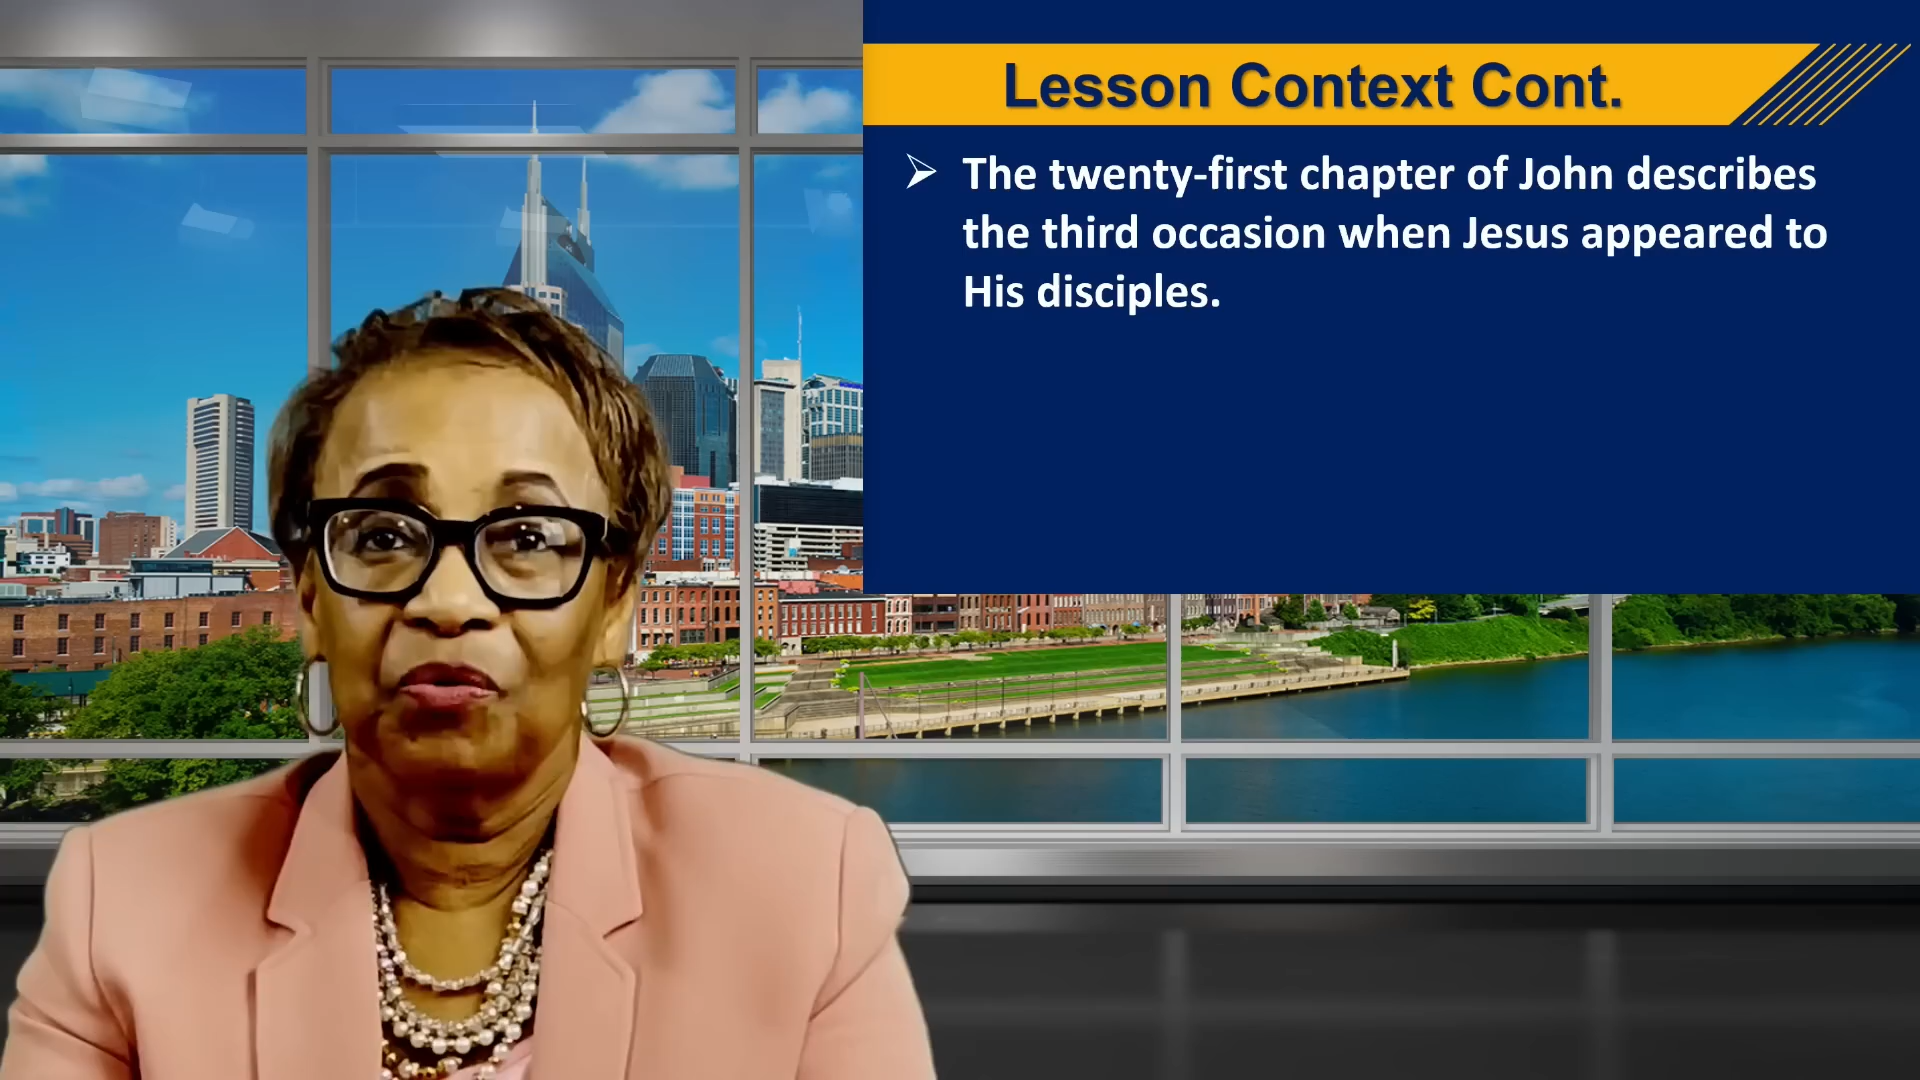 Lesson Context Cont.
The twenty-first chapter of John describes
the third occasion when Jesus appeared to
His disciples.